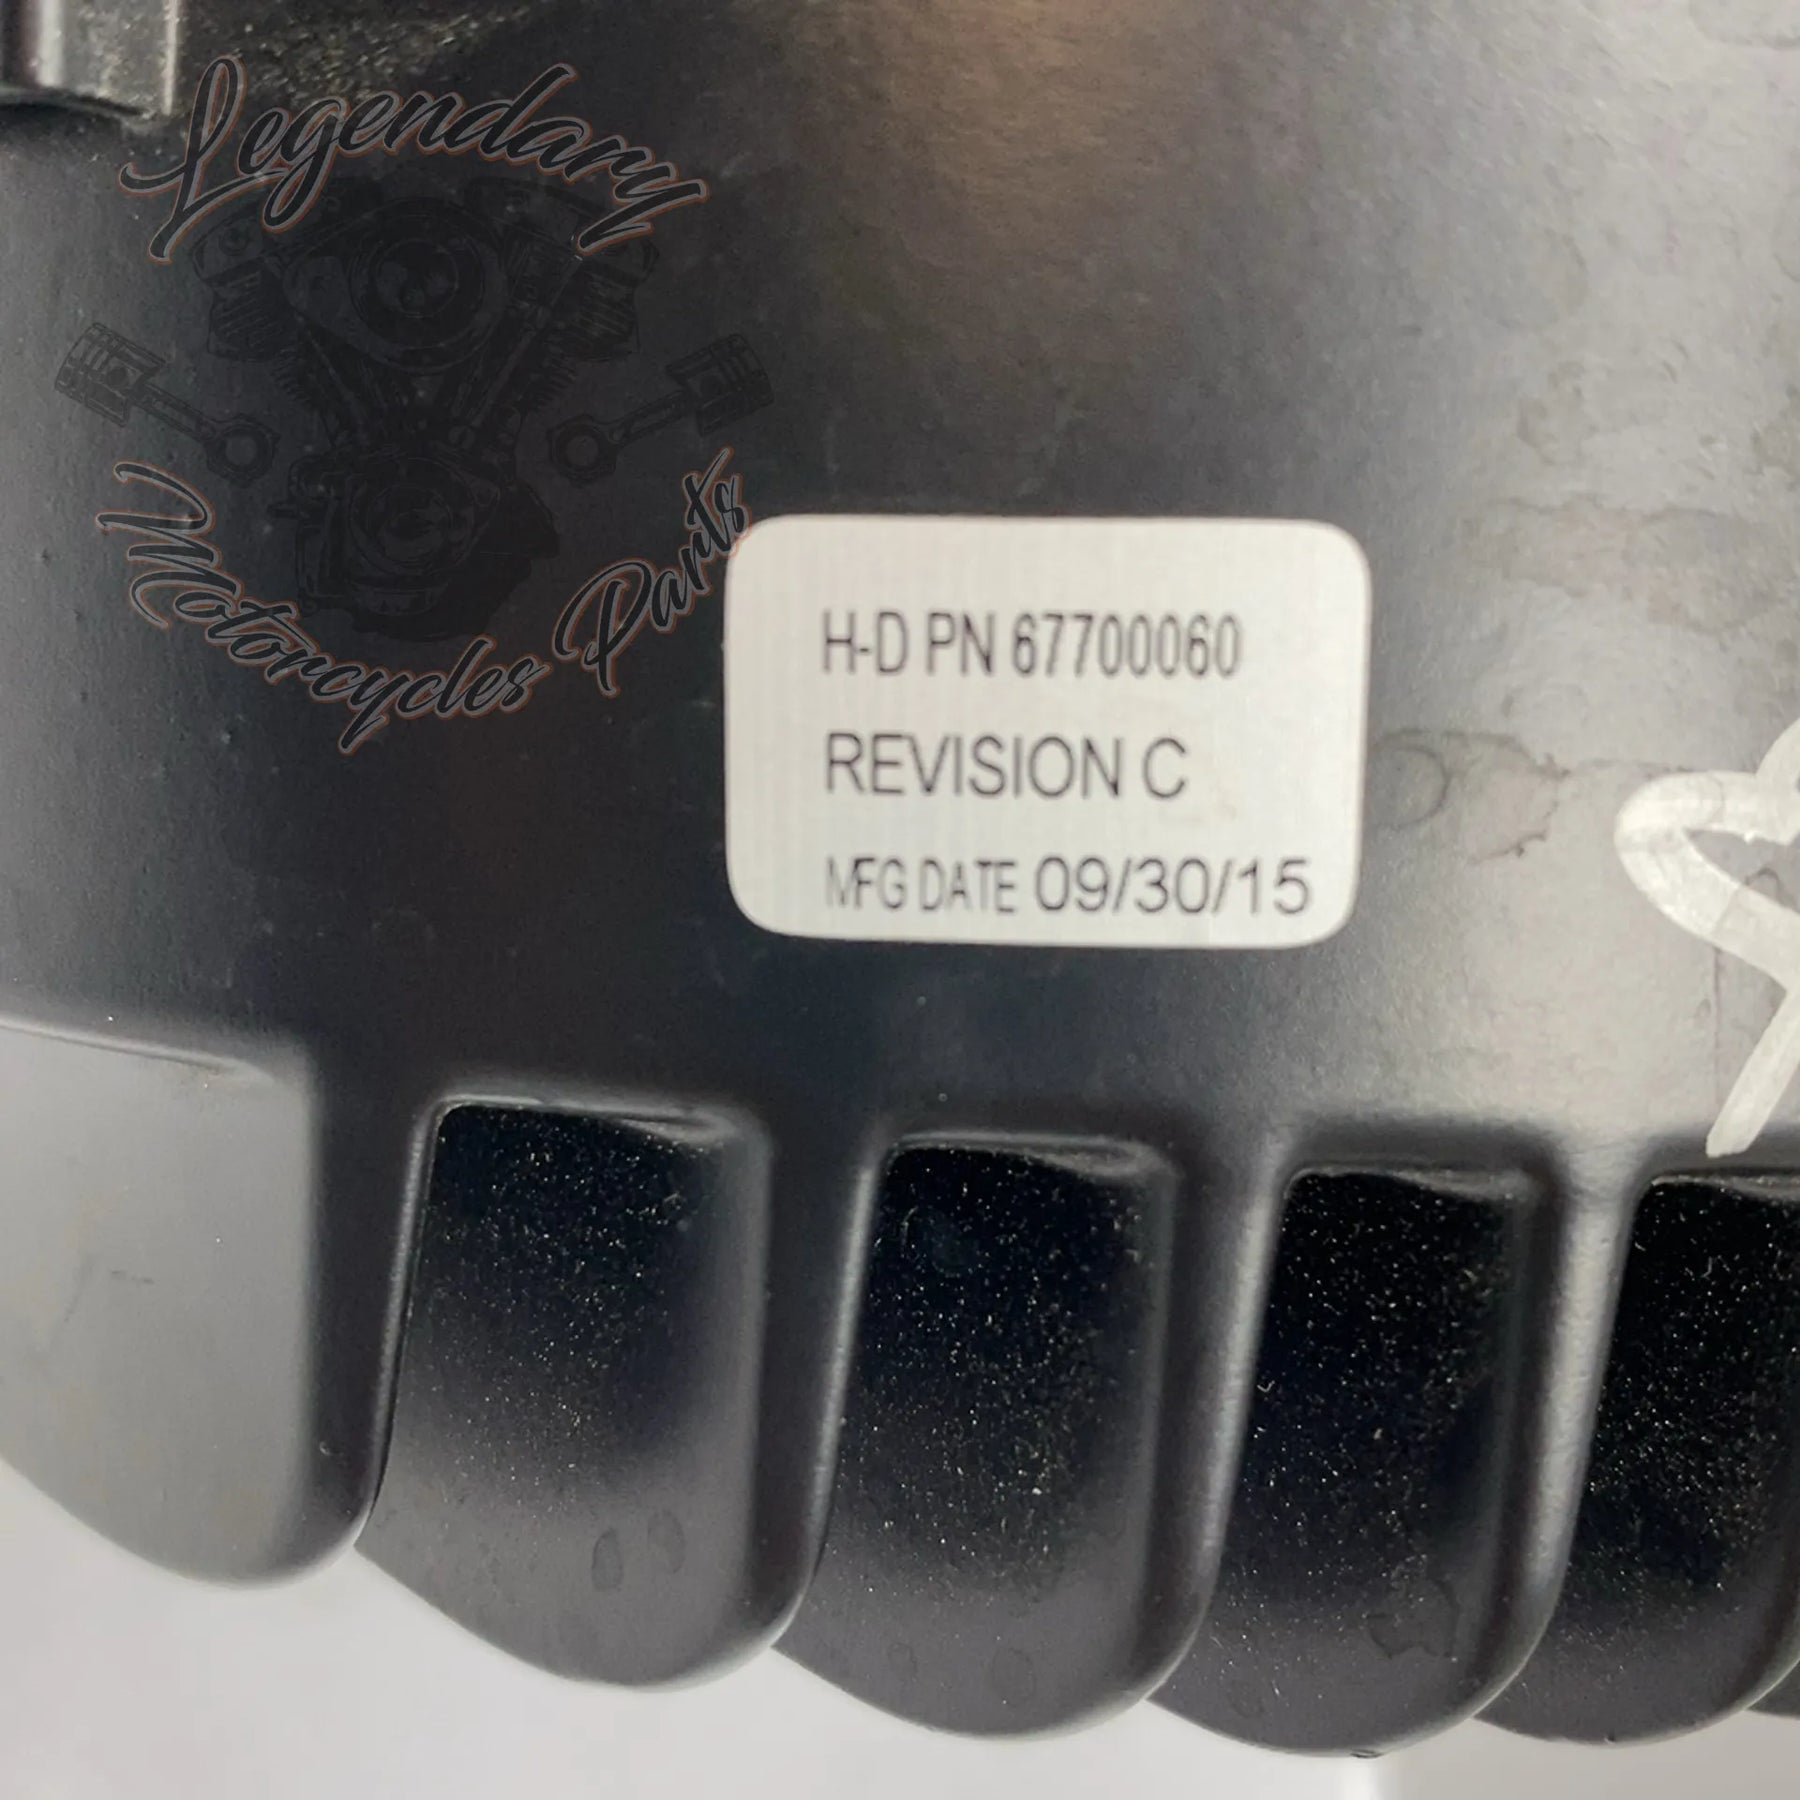 Legendary
Motorcycles Parts
H-D PN 67700060
REVISION C
MFG DATE 09/30/15